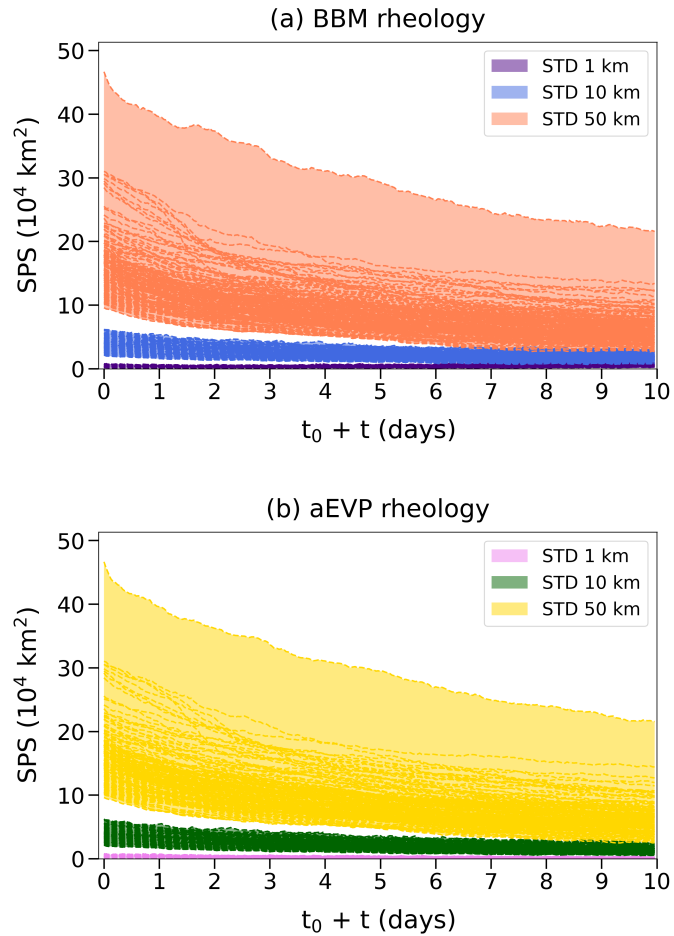 (a) BBM rheology
50
40
30
20
10
0
SPS (10⁴ km²)
STD 1 km
STD 10 km
STD 50 km
0 1 2 3 4 5 6 7 8 9 10
t₀ + t (days)
(b) aEVP rheology
50
40
30
20
10
0
SPS (10⁴ km²)
STD 1 km
STD 10 km
STD 50 km
0 1 2 3 4 5 6 7 8 9 10
t₀ + t (days)